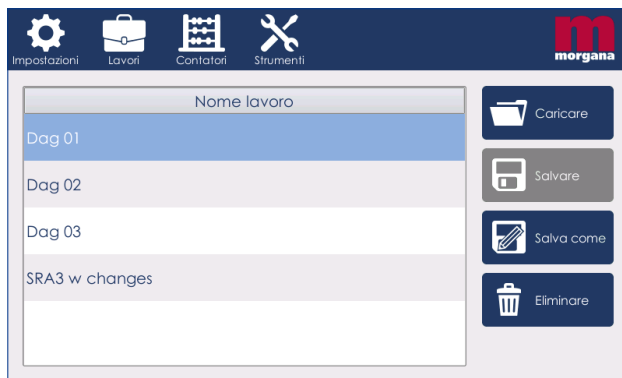 Impostazioni Lavori Contatori Strumenti
morgana
Nome lavoro
Dag 01
Dag 02
Dag 03
SRA3 w changes
Caricare
Salvare
Salva come
Eliminare